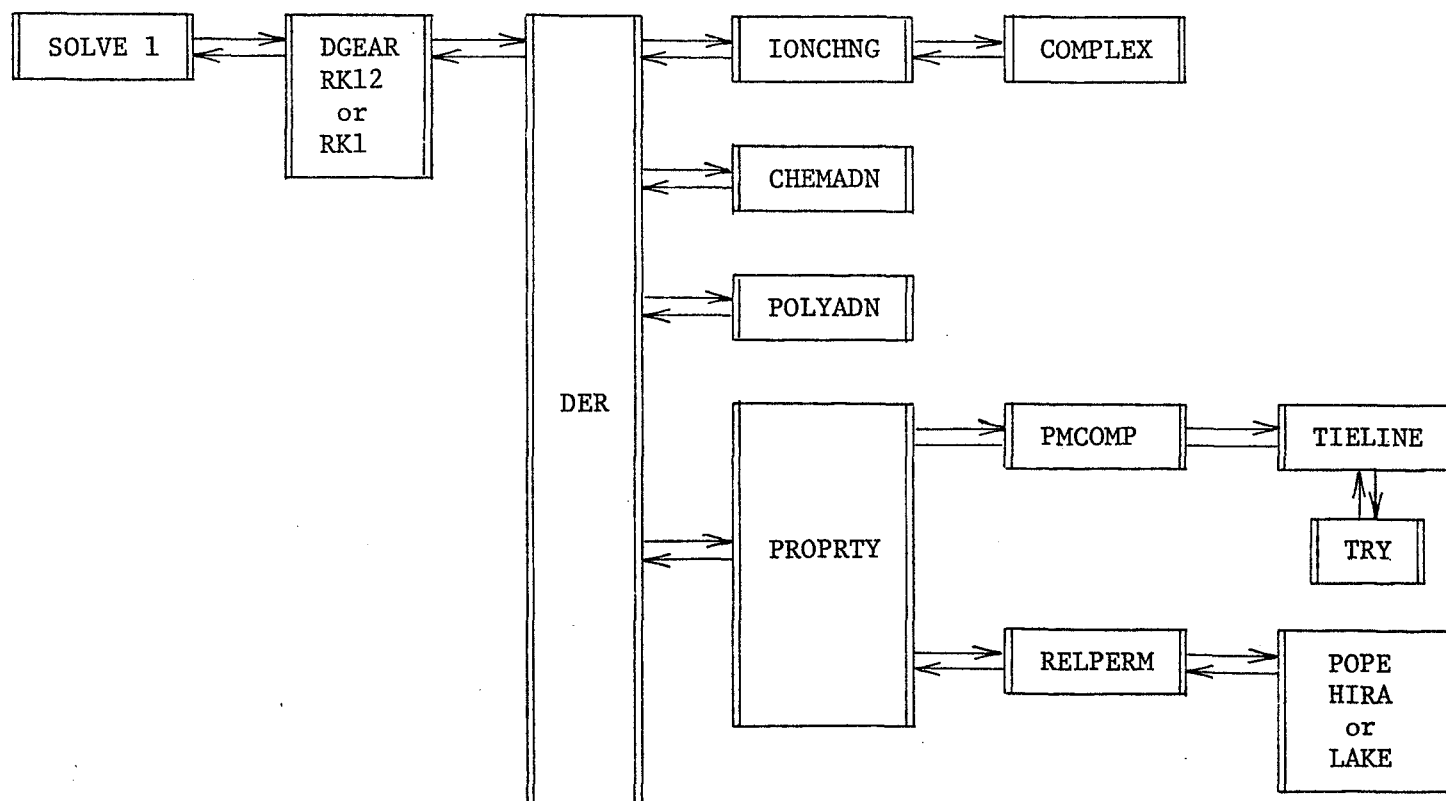 SOLVE 1
DGEAR
RK12
or
RK1
DER
IONCHNG
COMPLEX
CHEMADN
POLYADN
PROPRTY
PMCOMP
TIELINE
TRY
RELPERM
POPE
HIRA
or
LAKE